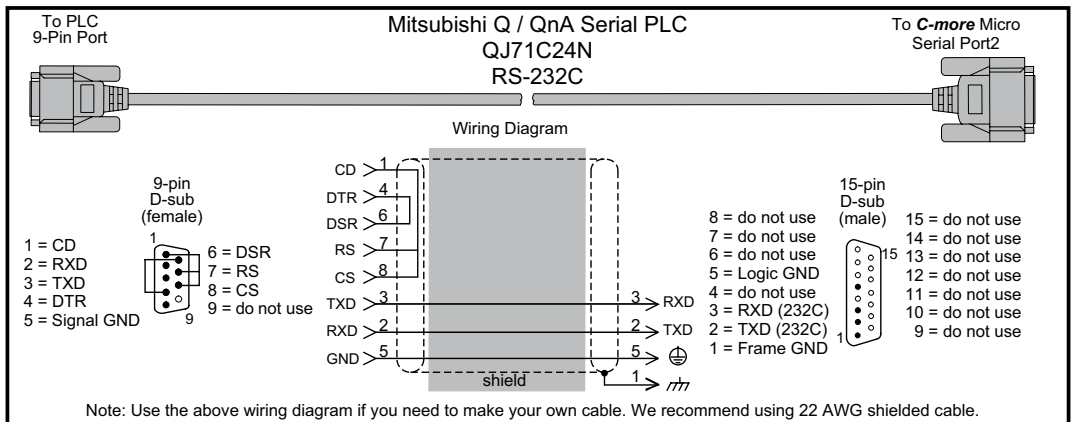 To PLC
9-Pin Port
Mitsubishi Q / QnA Serial PLC
QJ71C24N
RS-232C
To C-more Micro
Serial Port2
Wiring Diagram
9-pin
D-sub
(female)
1
9
1 = CD
2 = RXD
3 = TXD
4 = DTR
5 = Signal GND
6 = DSR
7 = RS
8 = CS
9 = do not use
CD 1
DTR 4
DSR 6
RS 7
CS 8
TXD 3
RXD 2
GND 5
shield
3 RXD
2 TXD
5
1
8 = do not use
7 = do not use
6 = do not use
5 = Logic GND
4 = do not use
3 = RXD (232C)
2 = TXD (232C)
1 = Frame GND
15-pin
D-sub
(male)
15
1
15 = do not use
14 = do not use
13 = do not use
12 = do not use
11 = do not use
10 = do not use
9 = do not use
Note: Use the above wiring diagram if you need to make your own cable. We recommend using 22 AWG shielded cable.